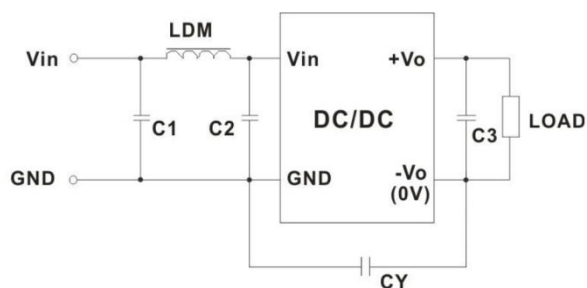 LDM
Vin
Vin
+Vo
C1
C2
DC/DC
C3
LOAD
GND
GND
-Vo
(0V)
CY